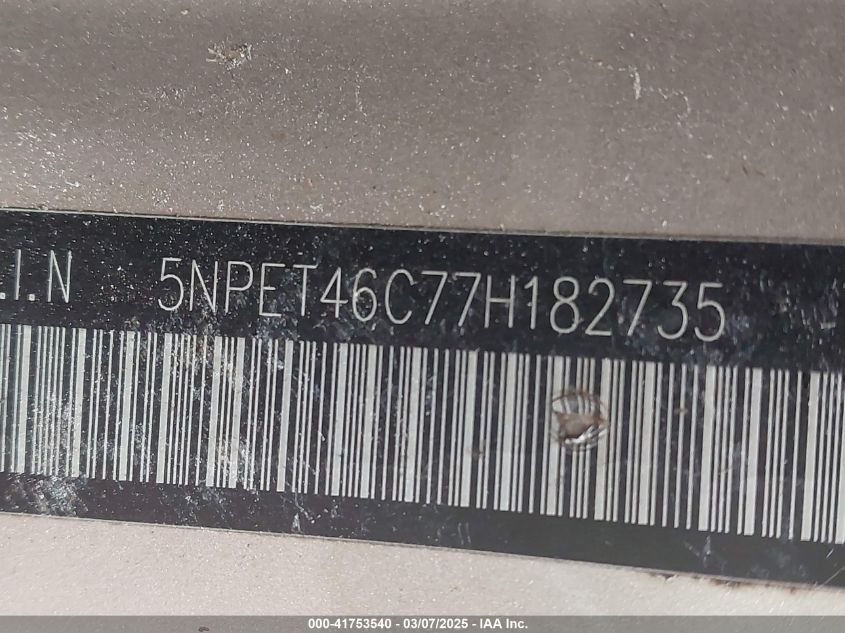 .I.N 5NPET46C77H182735
000-41753540 — 03/07/2025 — IAA Inc.